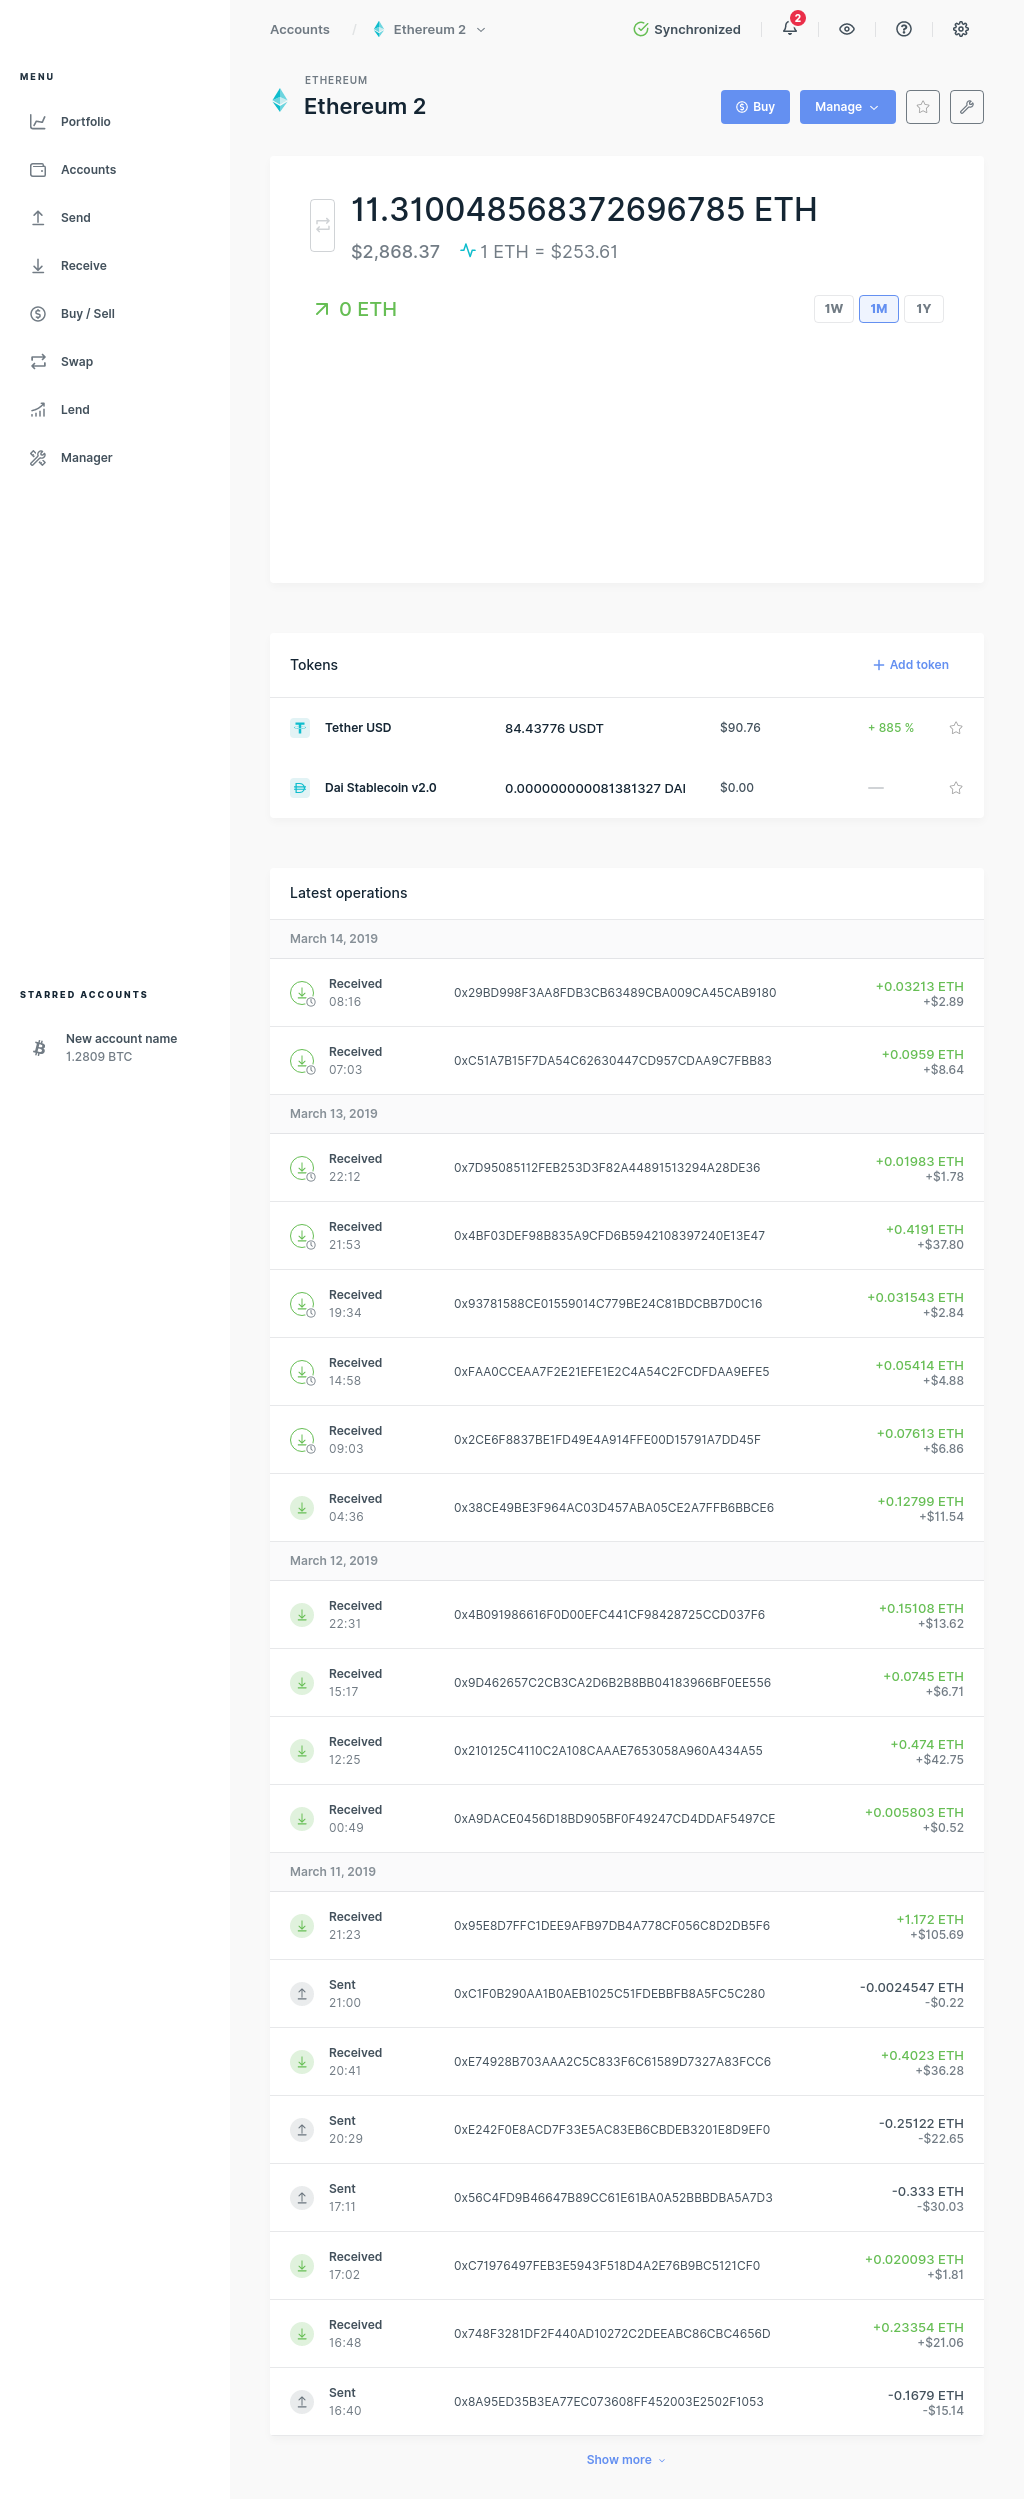 Accounts / Ethereum 2
Synchronized
2
MENU
Portfolio
Accounts
Send
Receive
Buy / Sell
Swap
Lend
Manager
STARRED ACCOUNTS
New account name
1.2809 BTC
ETHEREUM
Ethereum 2
Buy
Manage
11.310048568372696785 ETH
$2,868.37 1 ETH = $253.61
0 ETH
1W 1M 1Y
Tokens
Add token
Tether USD 84.43776 USDT $90.76 + 885 %
Dai Stablecoin v2.0 0.000000000081381327 DAI $0.00 —
Latest operations
March 14, 2019
Received 0x29BD998F3AA8FDB3CB63489CBA009CA45CAB9180 +0.03213 ETH
08:16 +$2.89
Received 0xC51A7B15F7DA54C62630447CD957CDAA9C7FBB83 +0.0959 ETH
07:03 +$8.64
March 13, 2019
Received 0x7D95085112FEB253D3F82A44891513294A28DE36 +0.01983 ETH
22:12 +$1.78
Received 0x4BF03DEF98B835A9CFD6B5942108397240E13E47 +0.4191 ETH
21:53 +$37.80
Received 0x93781588CE01559014C779BE24C81BDCBB7D0C16 +0.031543 ETH
19:34 +$2.84
Received 0xFAA0CCEAA7F2E21EFE1E2C4A54C2FCDFDAA9EFE5 +0.05414 ETH
14:58 +$4.88
Received 0x2CE6F8837BE1FD49E4A914FFE00D15791A7DD45F +0.07613 ETH
09:03 +$6.86
Received 0x38CE49BE3F964AC03D457ABA05CE2A7FFB6BBCE6 +0.12799 ETH
04:36 +$11.54
March 12, 2019
Received 0x4B091986616F0D00EFC441CF98428725CCD037F6 +0.15108 ETH
22:31 +$13.62
Received 0x9D462657C2CB3CA2D6B2B8BB04183966BF0EE556 +0.0745 ETH
15:17 +$6.71
Received 0x210125C4110C2A108CAAAE7653058A960A434A55 +0.474 ETH
12:25 +$42.75
Received 0xA9DACE0456D18BD905BF0F49247CD4DDAF5497CE +0.005803 ETH
00:49 +$0.52
March 11, 2019
Received 0x95E8D7FFC1DEE9AFB97DB4A778CF056C8D2DB5F6 +1.172 ETH
21:23 +$105.69
Sent 0xC1F0B290AA1B0AEB1025C51FDEBBFB8A5FC5C280 -0.0024547 ETH
21:00 -$0.22
Received 0xE74928B703AAA2C5C833F6C61589D7327A83FCC6 +0.4023 ETH
20:41 +$36.28
Sent 0xE242F0E8ACD7F33E5AC83EB6CBDEB3201E8D9EF0 -0.25122 ETH
20:29 -$22.65
Sent 0x56C4FD9B46647B89CC61E61BA0A52BBBDBA5A7D3 -0.333 ETH
17:11 -$30.03
Received 0xC71976497FEB3E5943F518D4A2E76B9BC5121CF0 +0.020093 ETH
17:02 +$1.81
Received 0x748F3281DF2F440AD10272C2DEEABC86CBC4656D +0.23354 ETH
16:48 +$21.06
Sent 0x8A95ED35B3EA77EC073608FF452003E2502F1053 -0.1679 ETH
16:40 -$15.14
Show more